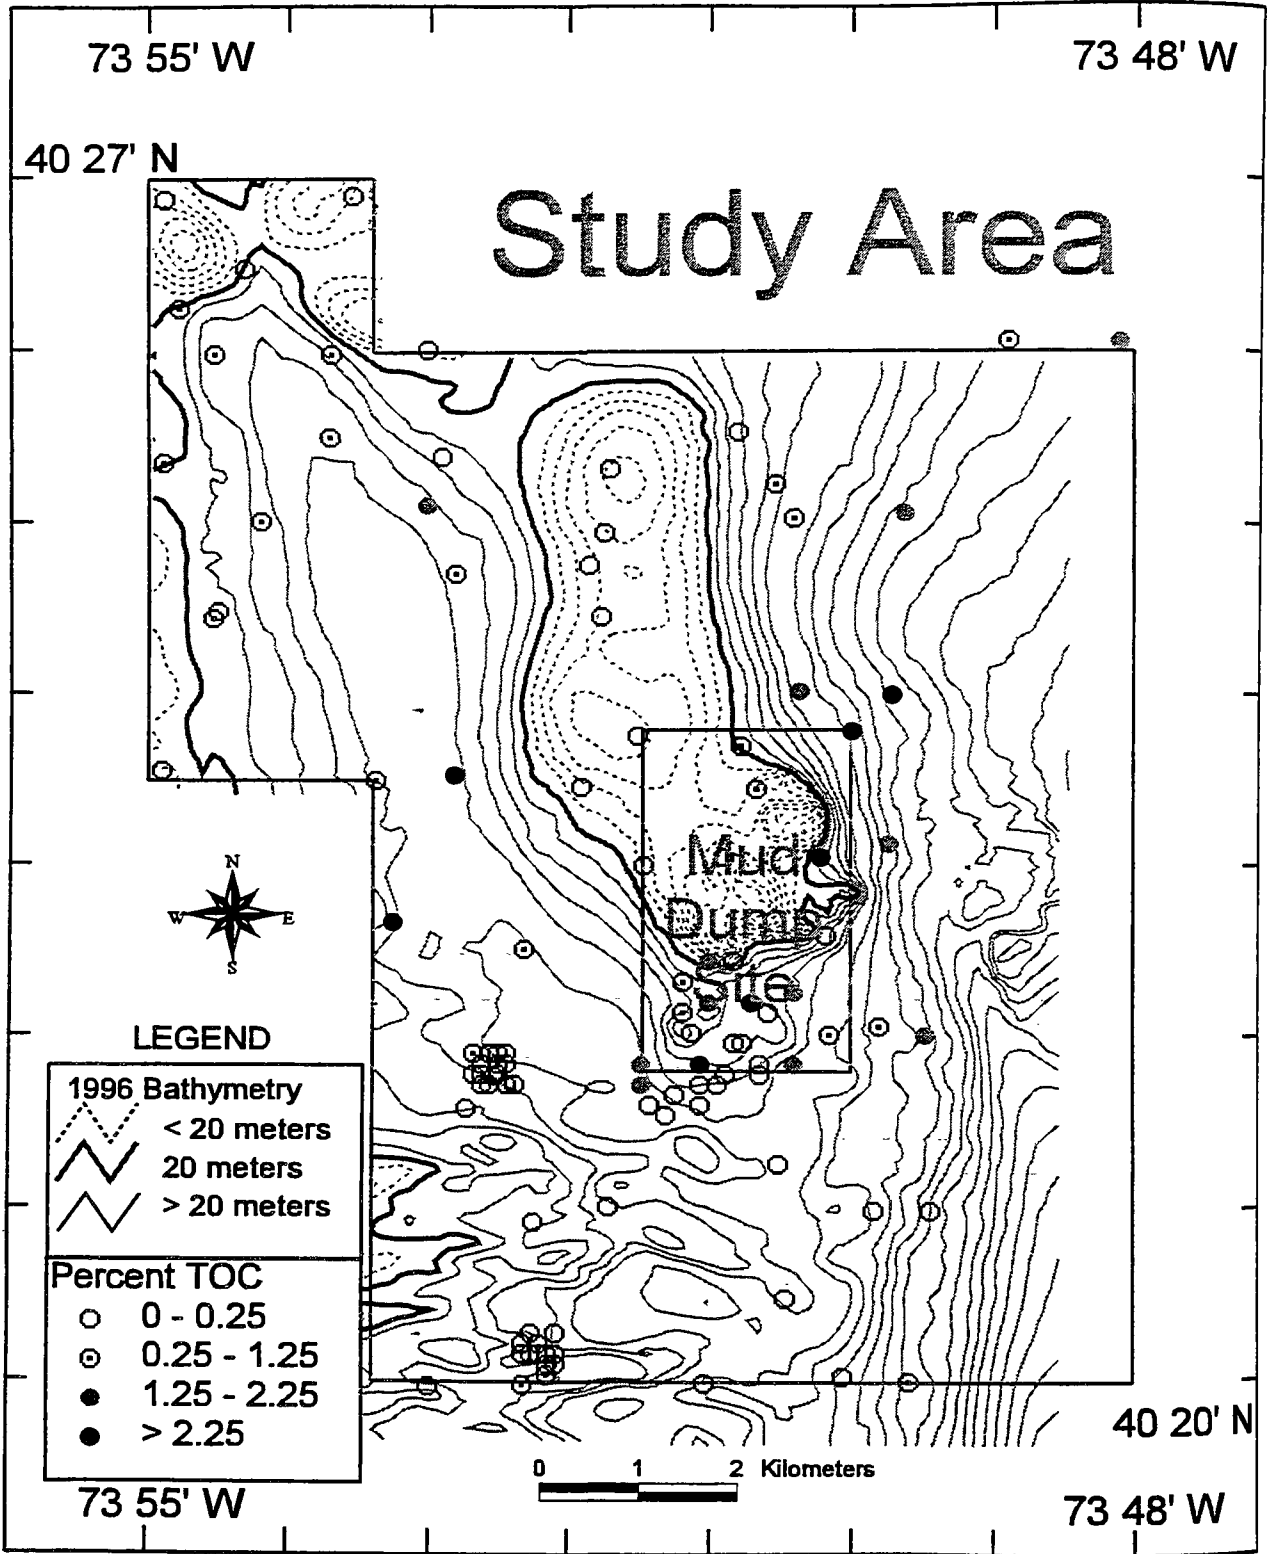 73 55' W
73 48' W
40 27' N
Study Area
Mud
Dump
Site
N
W
E
S
LEGEND
1996 Bathymetry
< 20 meters
20 meters
> 20 meters
Percent TOC
0 - 0.25
0.25 - 1.25
1.25 - 2.25
> 2.25
40 20' N
0 1 2 Kilometers
73 55' W
73 48' W